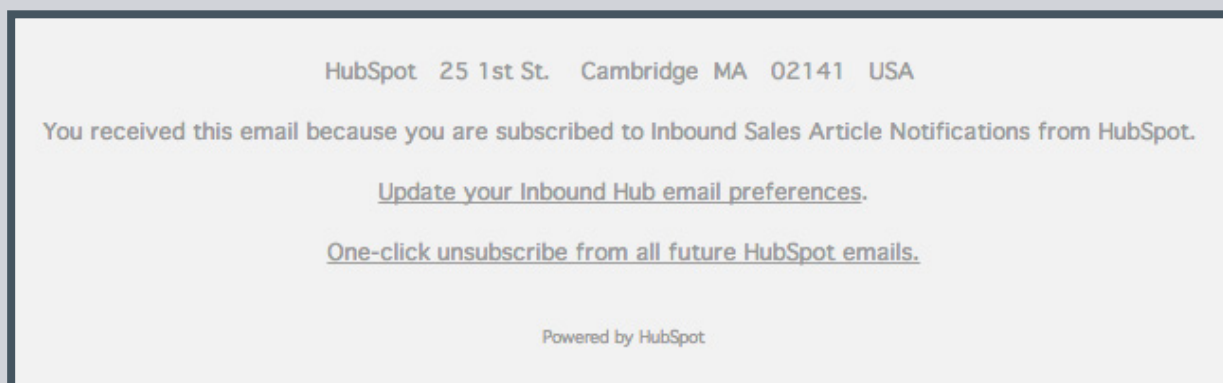 HubSpot 25 1st St. Cambridge MA 02141 USA
You received this email because you are subscribed to Inbound Sales Article Notifications from HubSpot.
Update your Inbound Hub email preferences.
One-click unsubscribe from all future HubSpot emails.
Powered by HubSpot